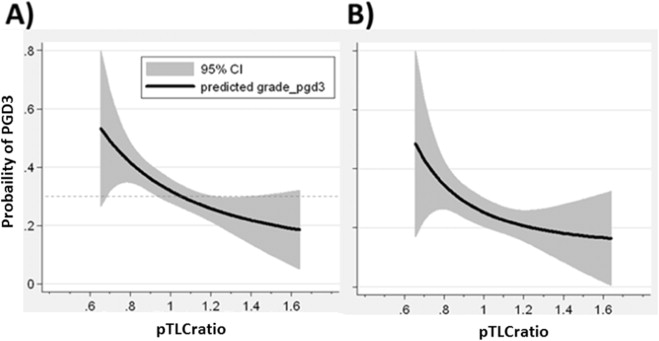 A)
B)
.8
.6
.4
.2
0
Probaility of PGD3
95% CI
predicted grade_pgd3
.6 .8 1 1.2 1.4 1.6
pTLCratio
.6 .8 1 1.2 1.4 1.6
pTLCratio